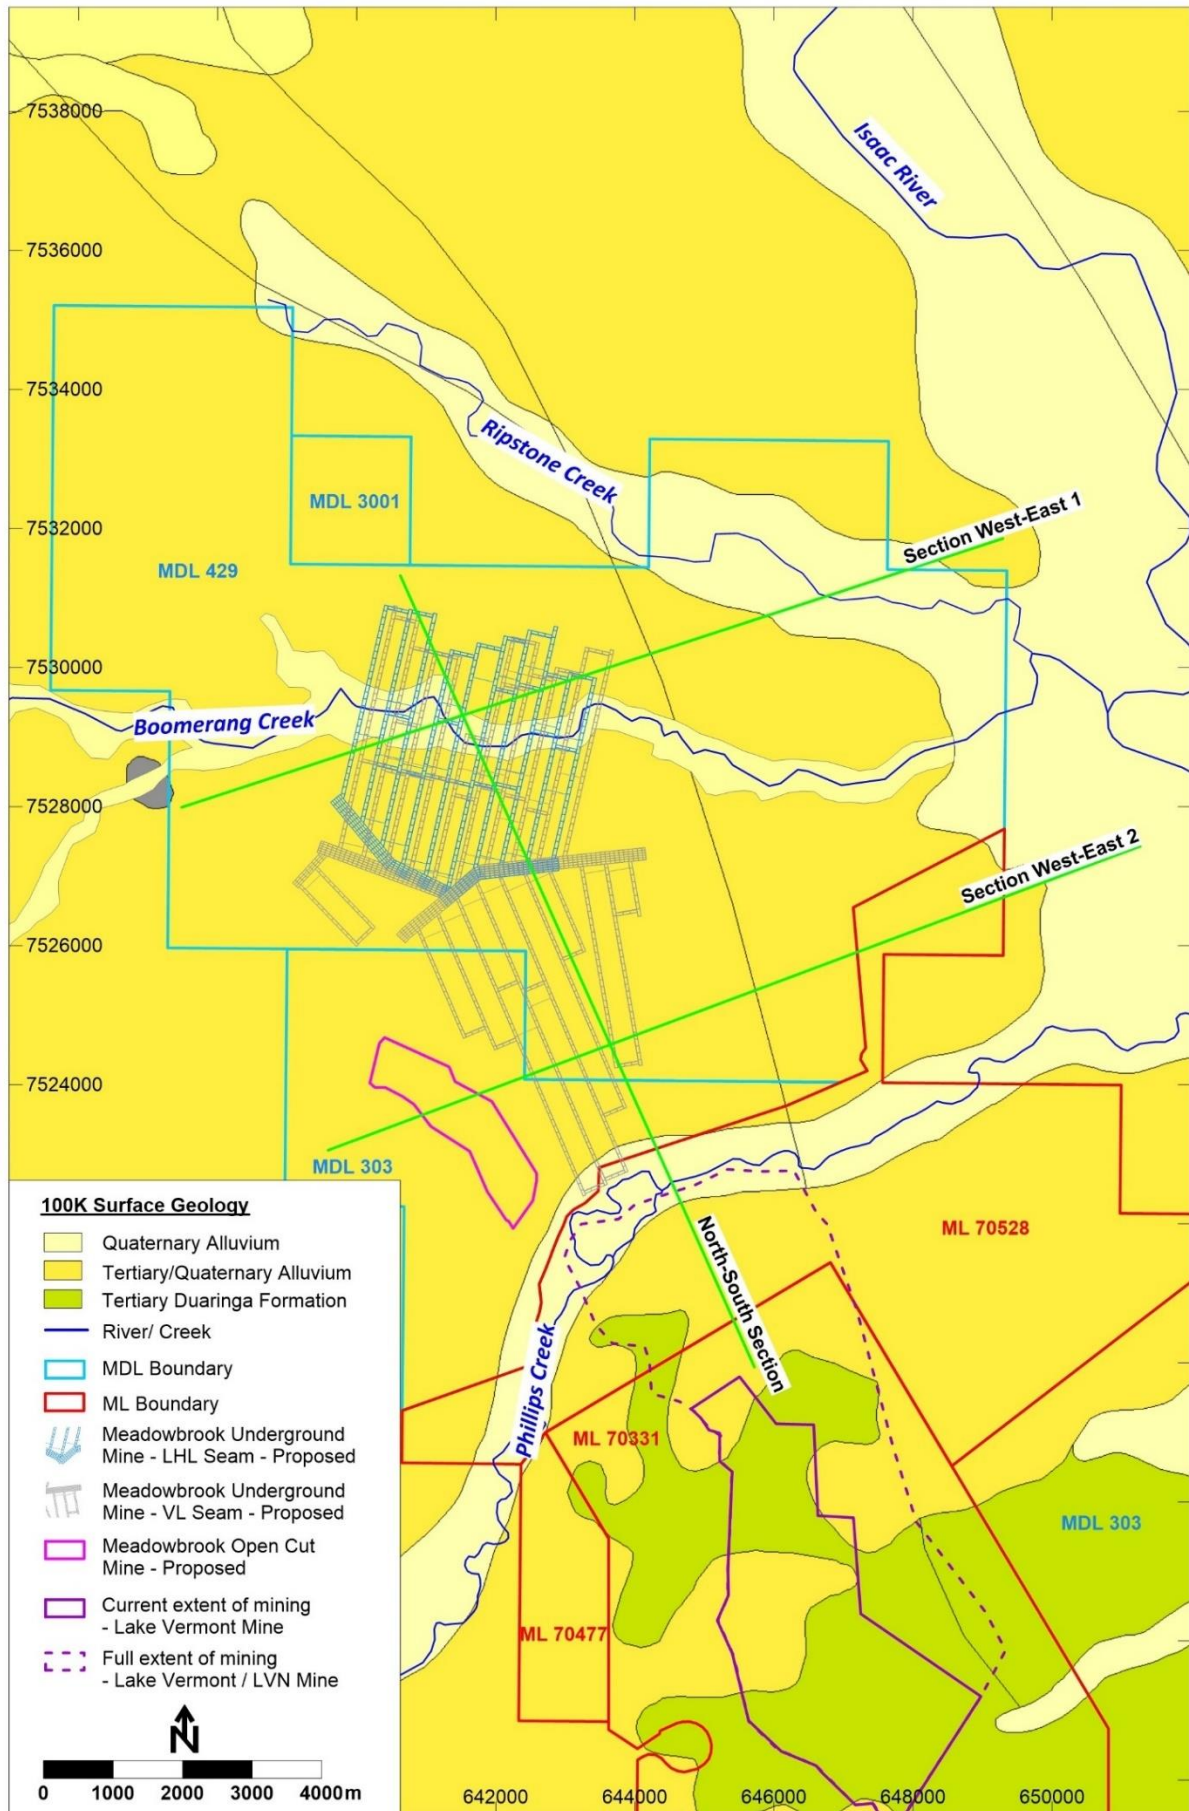 7538000
Isaac River
7536000
7534000
Ripstone Creek
MDL 3001
7532000
Section West-East 1
MDL 429
7530000
Boomerang Creek
7528000
Section West-East 2
7526000
7524000
MDL 303
North-South Section
ML 70528
Phillips Creek
ML 70331
MDL 303
ML 70477
100K Surface Geology
Quaternary Alluvium
Tertiary/Quaternary Alluvium
Tertiary Duaringa Formation
River/ Creek
MDL Boundary
ML Boundary
Meadowbrook Underground
Mine - LHL Seam - Proposed
Meadowbrook Underground
Mine - VL Seam - Proposed
Meadowbrook Open Cut
Mine - Proposed
Current extent of mining
- Lake Vermont Mine
Full extent of mining
- Lake Vermont / LVN Mine
N
0 1000 2000 3000 4000m
642000 644000 646000 648000 650000